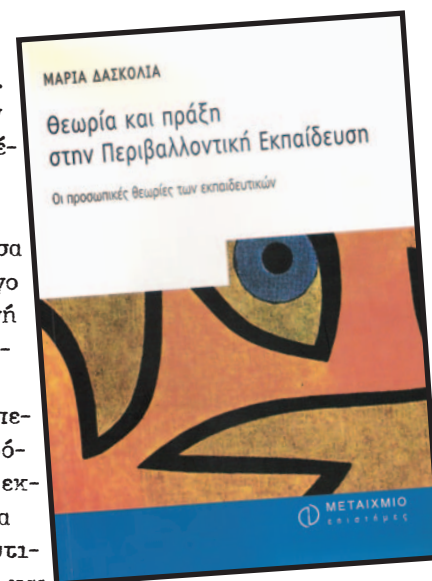 ΜΑΡΙΑ ΔΑΣΚΟΛΙΑ
Θεωρία και πράξη
στην Περιβαλλοντική Εκπαίδευση
Οι προσωπικές θεωρίες των εκπαιδευτικών
ΜΕΤΑΙΧΜΙΟ
επιστήμες